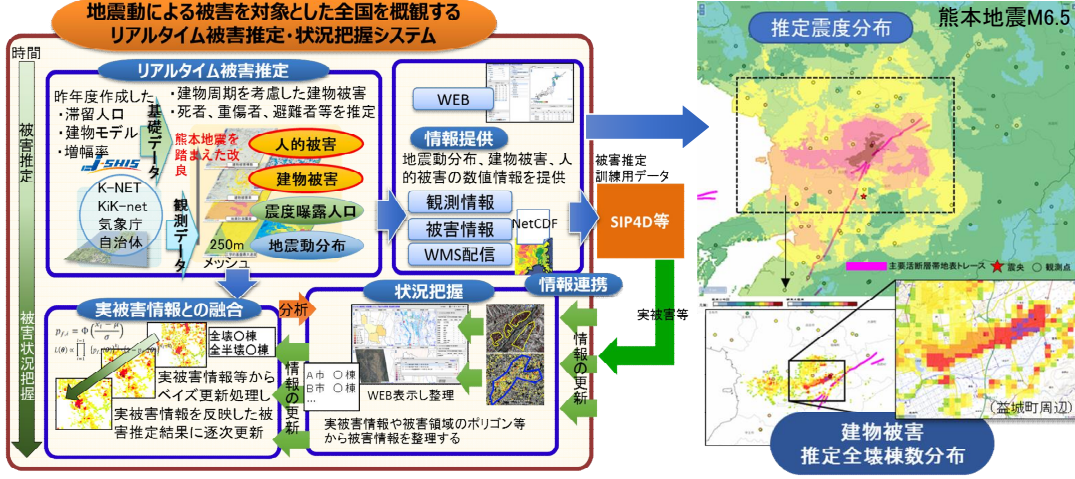 地震動による被害を対象とした全国を概観する
リアルタイム被害推定・状況把握システム
時間
被害推定
被害状況把握
リアルタイム被害推定
昨年度作成した
・滞留人口
・建物モデル
・増幅率
J-SHIS
K-NET
KiK-net
気象庁
自治体
基礎データ
観測データ
・建物周期を考慮した建物被害
・死者、重傷者、避難者等を推定
熊本地震を
踏まえた改
良
人的被害
建物被害
震度曝露人口
地震動分布
250m
メッシュ
WEB
情報提供
地震動分布、建物被害、人
的被害の数値情報を提供
観測情報
被害情報
WMS配信
NetCDF
被害推定
訓練用データ
SIP4D等
情報連携
実被害等
実被害情報との融合
分析
全壊〇棟
全半壊〇棟
実被害情報等から
ベイズ更新処理し
実被害情報を反映した被
害推定結果に逐次更新
情報の更新
状況把握
A市 〇棟
B市 〇棟
...
WEB表示し整理
実被害情報や被害領域のポリゴン等
から被害情報を整理する
情報の更新
熊本地震M6.5
推定震度分布
主要活断層帯地表トレース
震央
観測点
(益城町周辺)
建物被害
推定全壊棟数分布